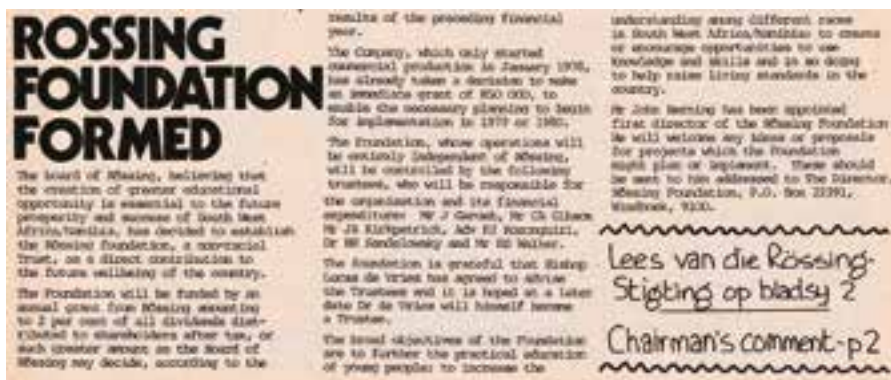 ROSSING
FOUNDATION
FORMED
The board of Rössing, believing that
the creation of greater educational
opportunity is essential to the future
prosperity and success of South West
Africa/Namibia, has decided to establish
the Rössing Foundation, a non-racial
Trust, as a direct contribution to
the future wellbeing of the country.
The Foundation will be funded by an
annual grant from Rössing amounting
to 2 per cent of all dividends dist-
ributed to shareholders after tax, or
such greater amount as the Board of
Rössing may decide, according to the
results of the preceding financial
year.
The Company, which only started
commercial production in January 1978,
has already taken a decision to make
an immediate grant of R50 000, to
enable the necessary planning to begin
for implementation in 1979 or 1980.
The Foundation, whose operations will
be entirely independent of Rössing,
will be controlled by the following
trustees, who will be responsible for
the organisation and its financial
expenditure: Mr J
Mr Kirkpatrick, Adv
Dr and Mr Walker.
The Foundation is grateful that Bishop
Lucas de Vries has agreed to advise
the Trustees and it is hoped at a later
date Dr de Vries will himself become
a Trustee.
The broad objectives of the Foundation
are to further the practical education
of young people; to increase the
understanding among different races
in South West Africa/Namibia; to create
or encourage opportunities to use
knowledge and skills and in so doing
to help raise living standards in the
country.
Mr John has been appointed
first director of the Rössing Foundation
He will welcome any ideas or proposals
for projects which the Foundation
might plan or implement. These should
be sent to him addressed to The Director,
Rössing Foundation, P.O. Box
Windhoek, 9100.
Lees van die Rössing-
Stigting op bladsy 2
Chairman's comment-p2